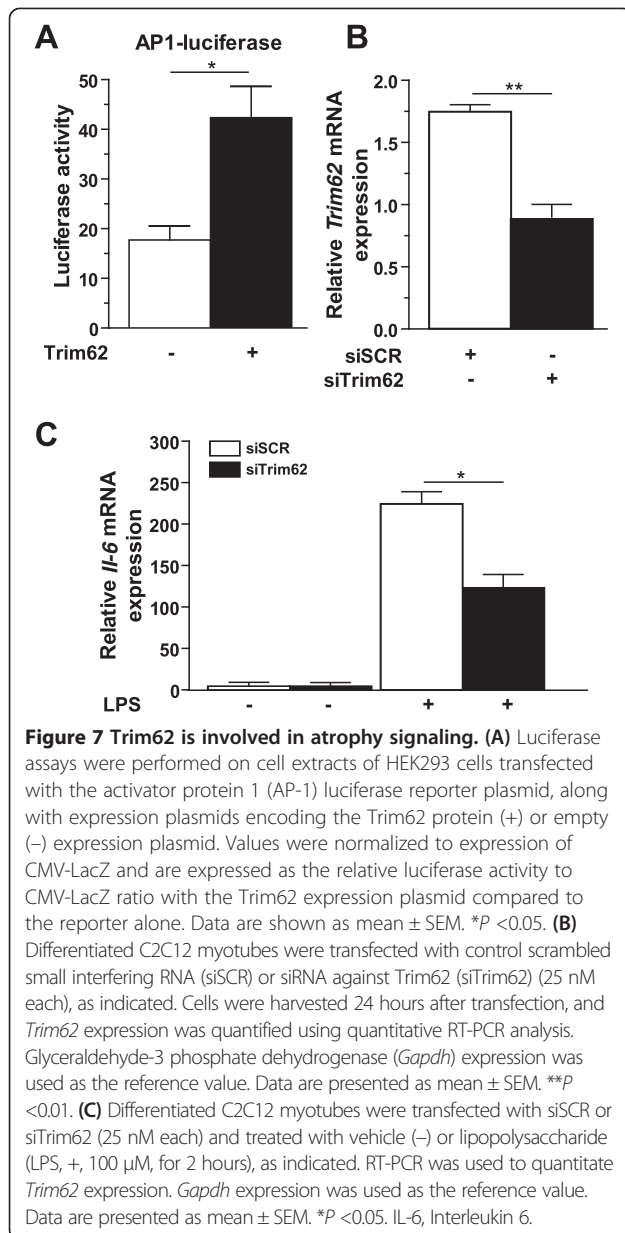 A
AP1-luciferase
*
Luciferase activity
50
40
30
20
10
0
Trim62 - +
B
**
Relative Trim62 mRNA
expression
2.0
1.5
1.0
0.5
0.0
siSCR + -
siTrim62 - +
C
siSCR
siTrim62
*
Relative Il-6 mRNA
expression
300
250
200
150
100
50
0
LPS - - + +
Figure 7 Trim62 is involved in atrophy signaling. (A) Luciferase
assays were performed on cell extracts of HEK293 cells transfected
with the activator protein 1 (AP-1) luciferase reporter plasmid, along
with expression plasmids encoding the Trim62 protein (+) or empty
(–) expression plasmid. Values were normalized to expression of
CMV-LacZ and are expressed as the relative luciferase activity to
CMV-LacZ ratio with the Trim62 expression plasmid compared to
the reporter alone. Data are shown as mean ± SEM. *P <0.05. (B)
Differentiated C2C12 myotubes were transfected with control scrambled
small interfering RNA (siSCR) or siRNA against Trim62 (siTrim62) (25 nM
each), as indicated. Cells were harvested 24 hours after transfection, and
Trim62 expression was quantified using quantitative RT-PCR analysis.
Glyceraldehyde-3 phosphate dehydrogenase (Gapdh) expression was
used as the reference value. Data are presented as mean ± SEM. **P
<0.01. (C) Differentiated C2C12 myotubes were transfected with siSCR or
siTrim62 (25 nM each) and treated with vehicle (–) or lipopolysaccharide
(LPS, +, 100 μM, for 2 hours), as indicated. RT-PCR was used to quantitate
Trim62 expression. Gapdh expression was used as the reference value.
Data are presented as mean ± SEM. *P <0.05. IL-6, Interleukin 6.